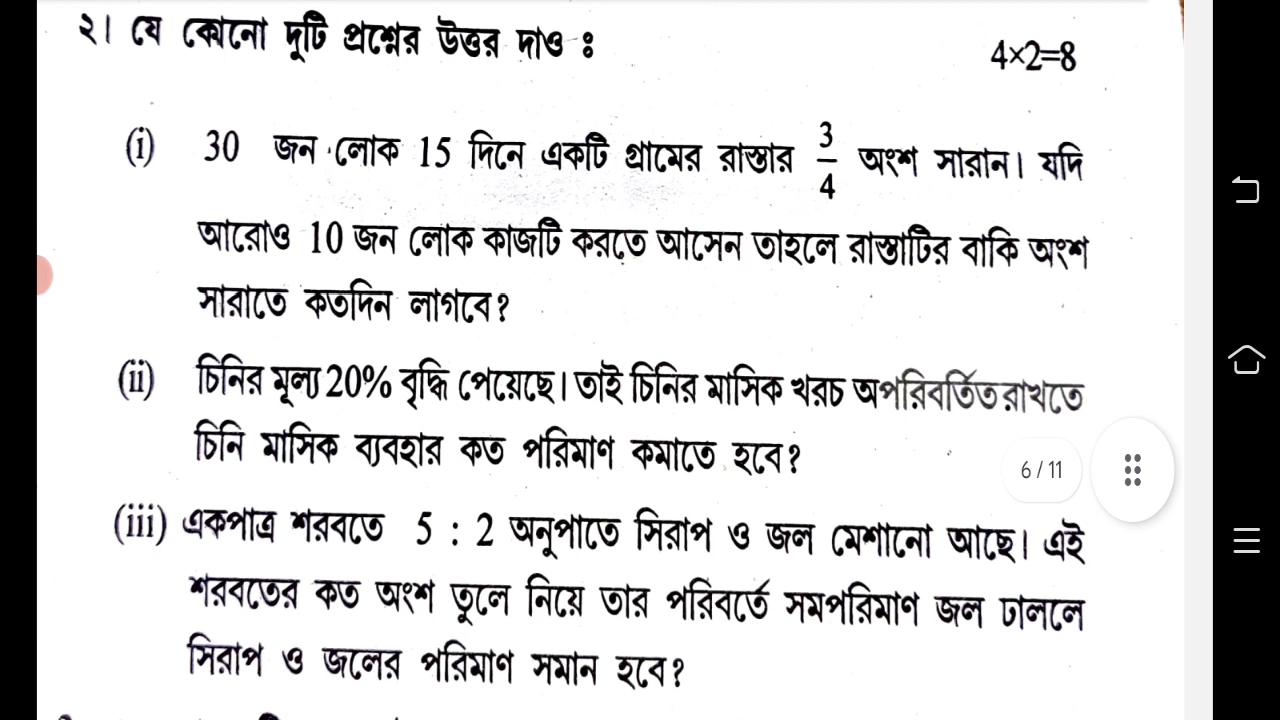 ২। যে কোনো দুটি প্রশ্নের উত্তর দাও ঃ 4×2=8
(i) 30 জন লোক 15 দিনে একটি গ্রামের রাস্তার 3/4 অংশ সারান। যদি
আরোও 10 জন লোক কাজটি করতে আসেন তাহলে রাস্তাটির বাকি অংশ
সারাতে কতদিন লাগবে?
(ii) চিনির মূল্য 20% বৃদ্ধি পেয়েছে। তাই চিনির মাসিক খরচ অপরিবর্তিত রাখতে
চিনি মাসিক ব্যবহার কত পরিমাণ কমাতে হবে?
6 / 11
(iii) একপাত্র শরবতে 5 : 2 অনুপাতে সিরাপ ও জল মেশানো আছে। এই
শরবতের কত অংশ তুলে নিয়ে তার পরিবর্তে সমপরিমাণ জল ঢাললে
সিরাপ ও জলের পরিমাণ সমান হবে?